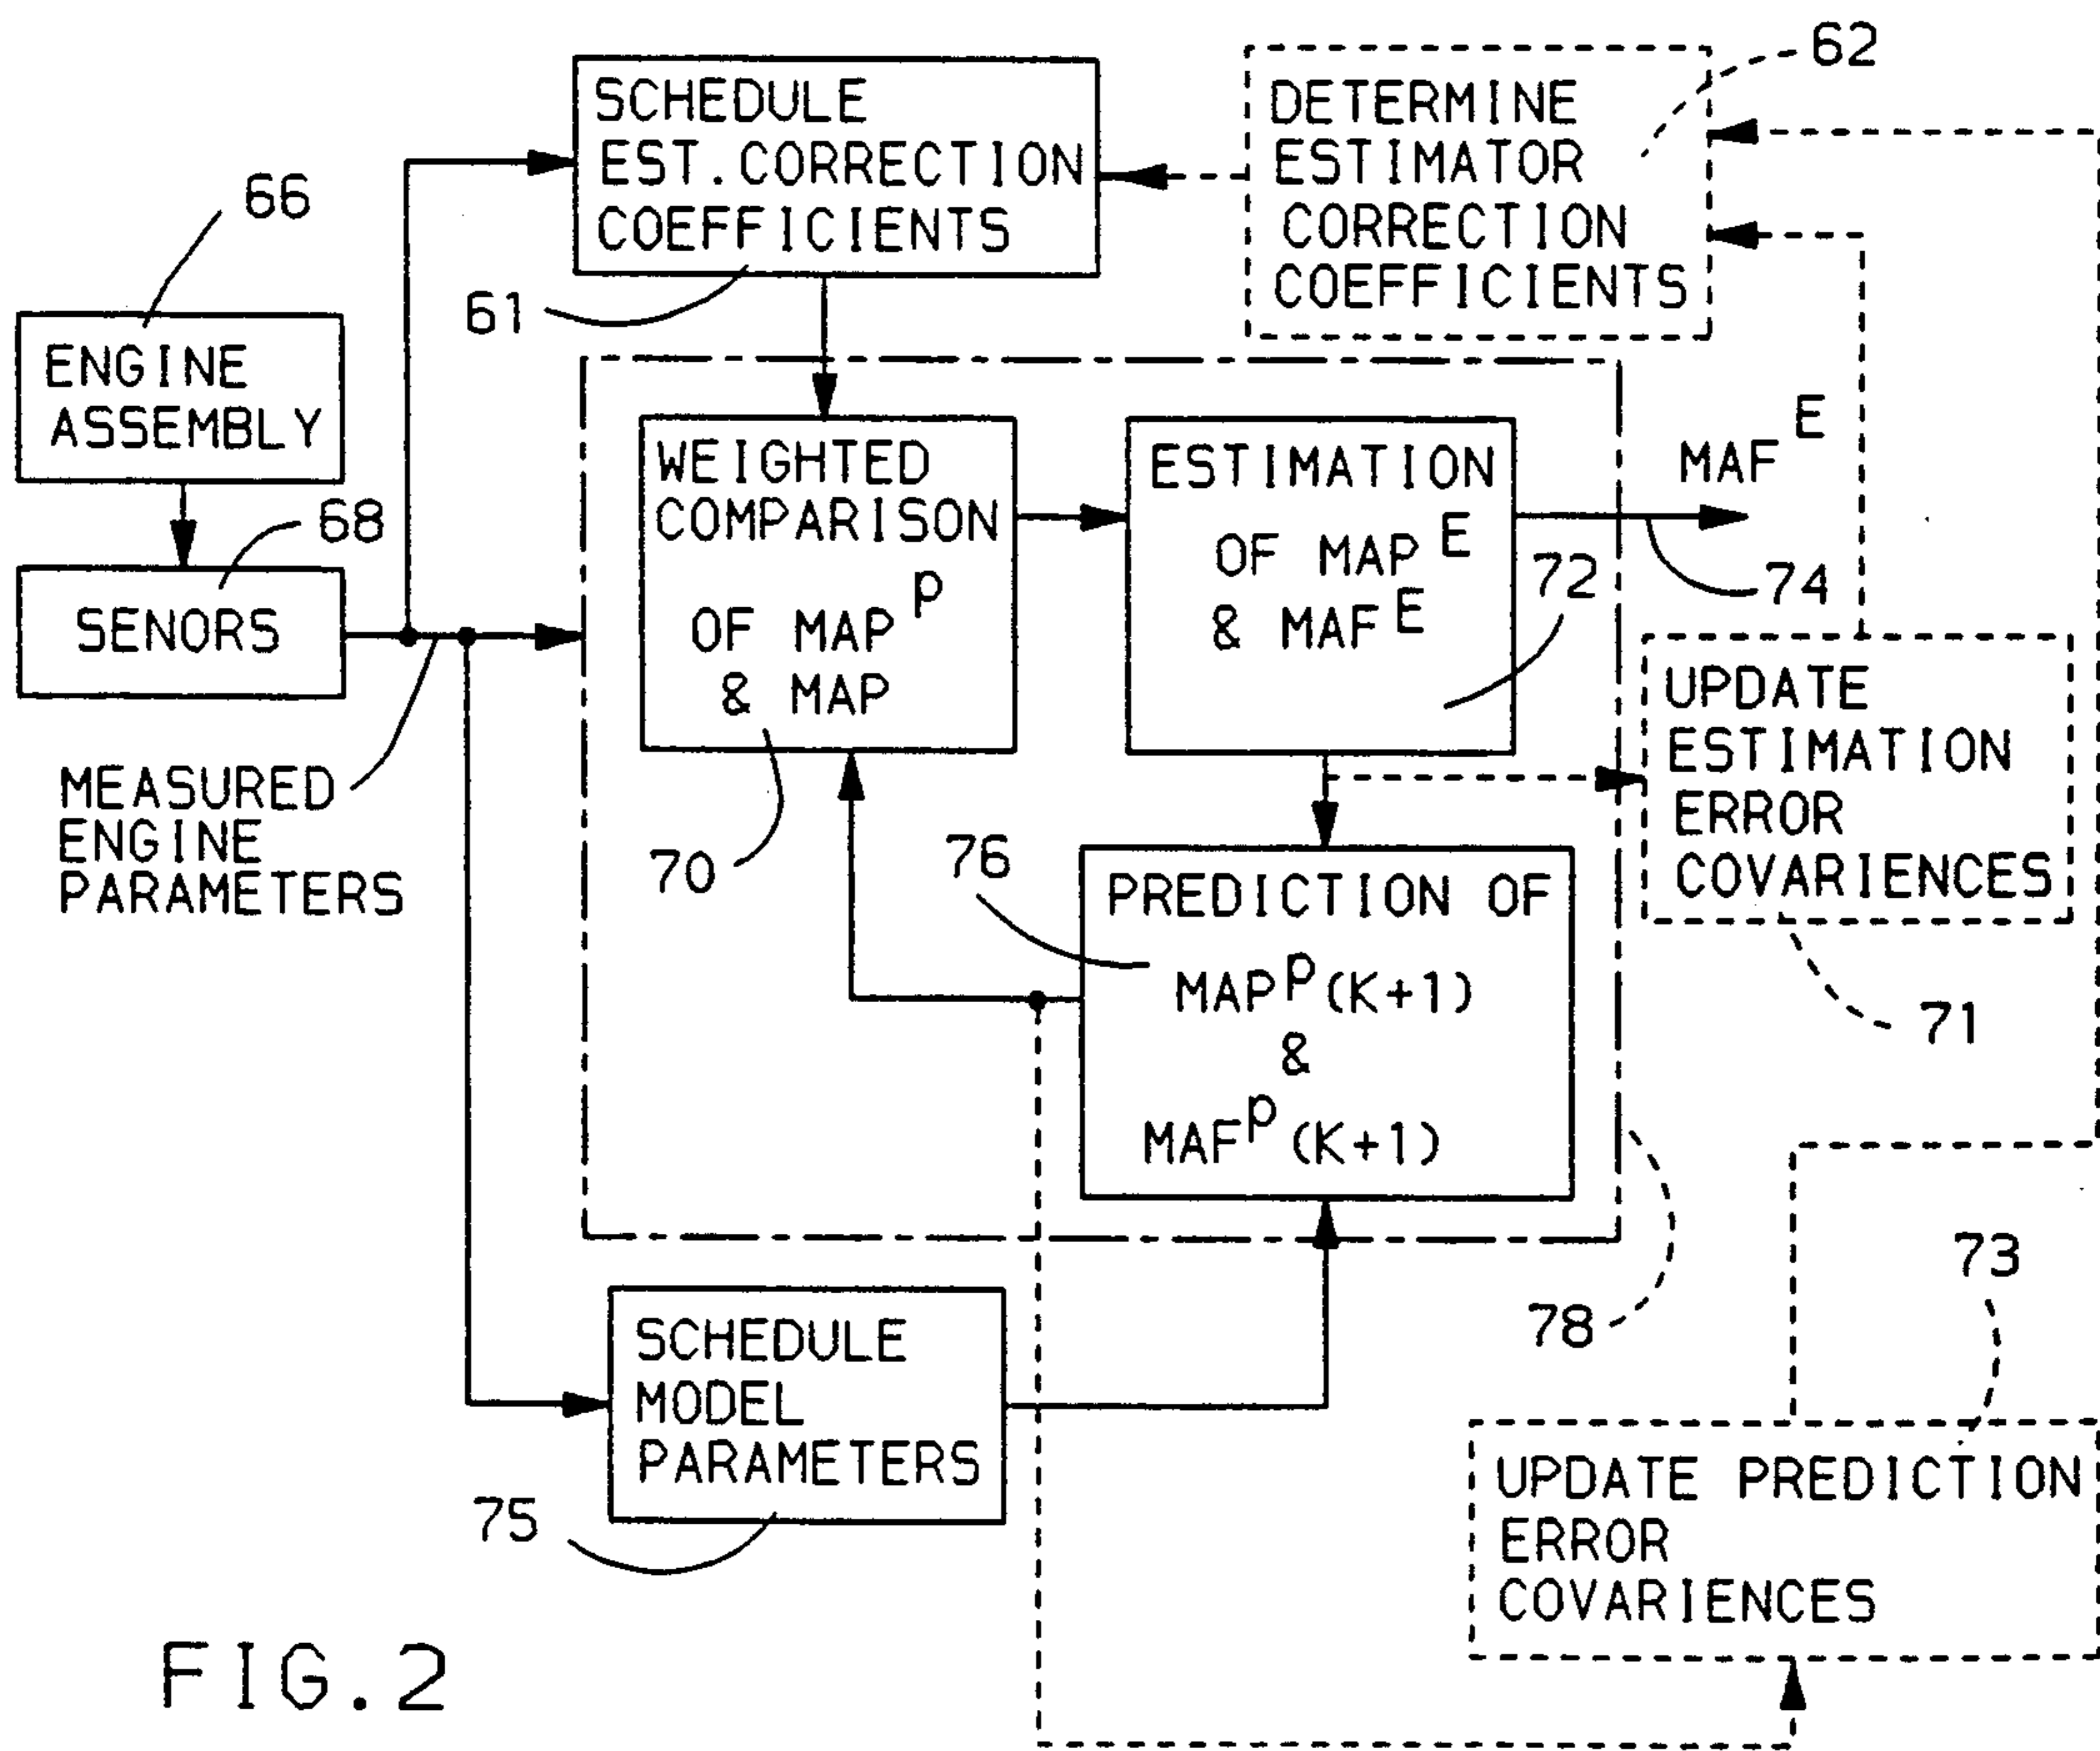 SCHEDULE
EST. CORRECTION
COEFFICIENTS
61
DETERMINE
ESTIMATOR
CORRECTION
COEFFICIENTS
62
66
ENGINE
ASSEMBLY
68
SENORS
MEASURED
ENGINE
PARAMETERS
WEIGHTED
COMPARISON
OF MAP P
& MAP
70
ESTIMATION
OF MAP E
& MAF E
72
MAF E
74
UPDATE
ESTIMATION
ERROR
COVARIENCES
71
76
PREDICTION OF
MAP P (K+1)
&
MAF P (K+1)
78
SCHEDULE
MODEL
PARAMETERS
75
73
UPDATE PREDICTION
ERROR
COVARIENCES
FIG.2